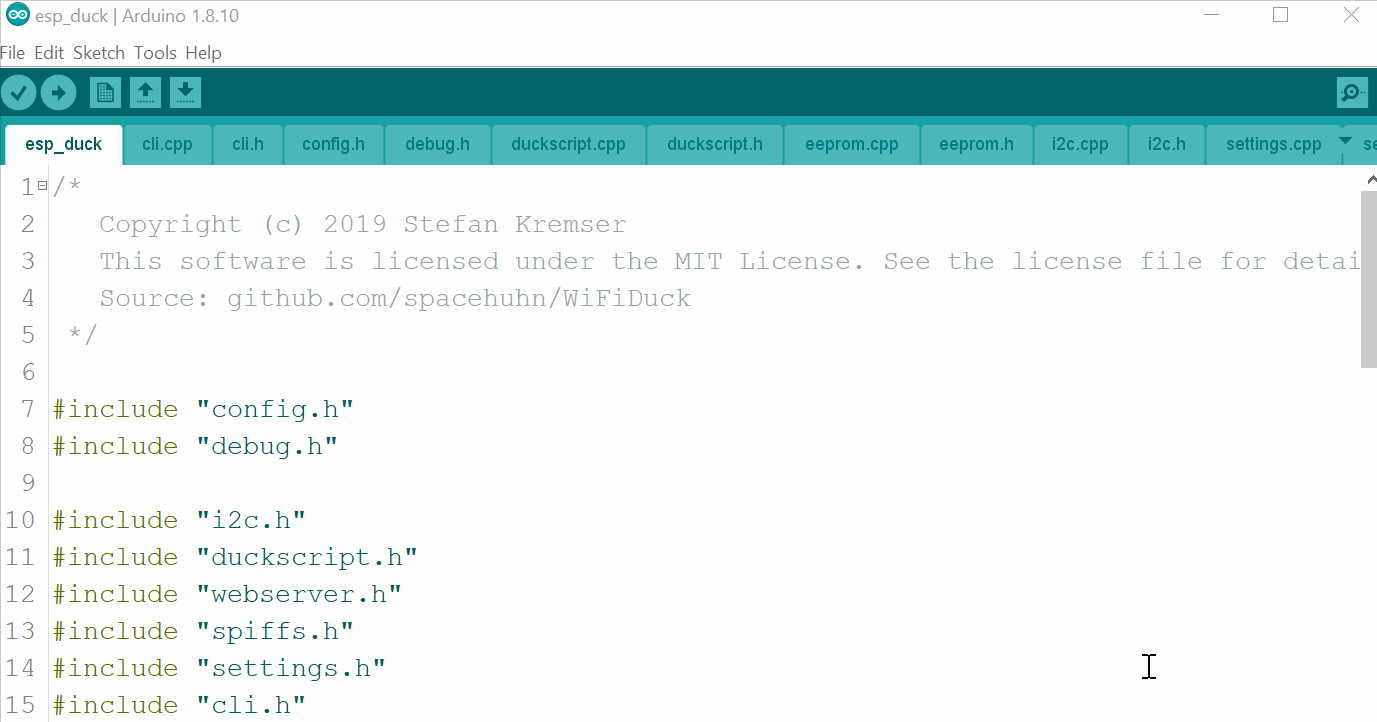 esp_duck | Arduino 1.8.10
File Edit Sketch Tools Help
esp_duck cli.cpp cli.h config.h debug.h duckscript.cpp duckscript.h eeprom.cpp eeprom.h i2c.cpp i2c.h settings.cpp se
1 /*
2 Copyright (c) 2019 Stefan Kremser
3 This software is licensed under the MIT License. See the license file for detai
4 Source: github.com/spacehuhn/WiFiDuck
5 */
6
7 #include "config.h"
8 #include "debug.h"
9
10 #include "i2c.h"
11 #include "duckscript.h"
12 #include "webserver.h"
13 #include "spiffs.h"
14 #include "settings.h"
15 #include "cli.h"